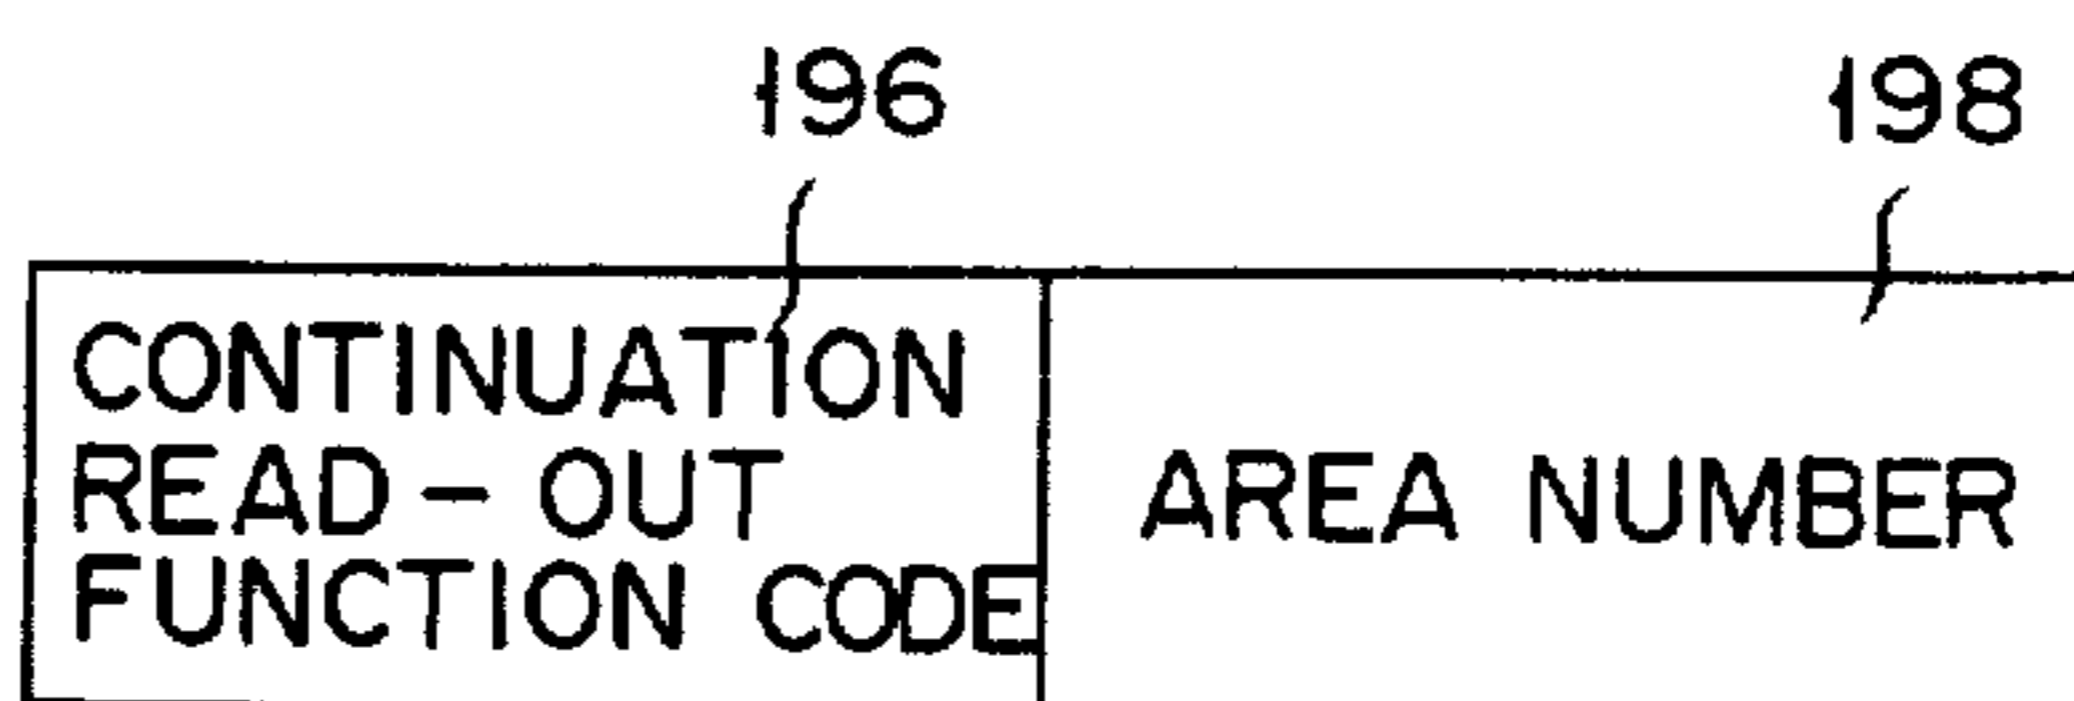 196
198
CONTINUATION
READ-OUT
FUNCTION CODE
AREA NUMBER